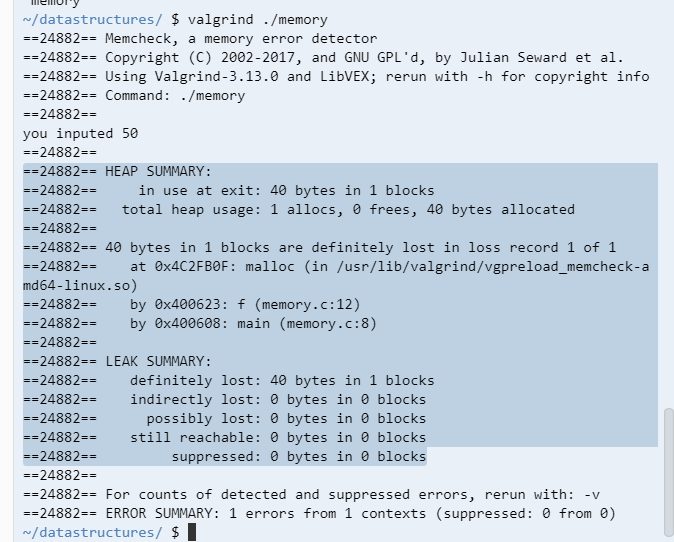 memory
~/datastructures/ $ valgrind ./memory
==24882== Memcheck, a memory error detector
==24882== Copyright (C) 2002-2017, and GNU GPL'd, by Julian Seward et al.
==24882== Using Valgrind-3.13.0 and LibVEX; rerun with -h for copyright info
==24882== Command: ./memory
==24882==
you inputed 50
==24882==
==24882== HEAP SUMMARY:
==24882==     in use at exit: 40 bytes in 1 blocks
==24882==   total heap usage: 1 allocs, 0 frees, 40 bytes allocated
==24882==
==24882== 40 bytes in 1 blocks are definitely lost in loss record 1 of 1
==24882==    at 0x4C2FB0F: malloc (in /usr/lib/valgrind/vgpreload_memcheck-a
md64-linux.so)
==24882==    by 0x400623: f (memory.c:12)
==24882==    by 0x400608: main (memory.c:8)
==24882==
==24882== LEAK SUMMARY:
==24882==    definitely lost: 40 bytes in 1 blocks
==24882==    indirectly lost: 0 bytes in 0 blocks
==24882==      possibly lost: 0 bytes in 0 blocks
==24882==    still reachable: 0 bytes in 0 blocks
==24882==         suppressed: 0 bytes in 0 blocks
==24882==
==24882== For counts of detected and suppressed errors, rerun with: -v
==24882== ERROR SUMMARY: 1 errors from 1 contexts (suppressed: 0 from 0)
~/datastructures/ $